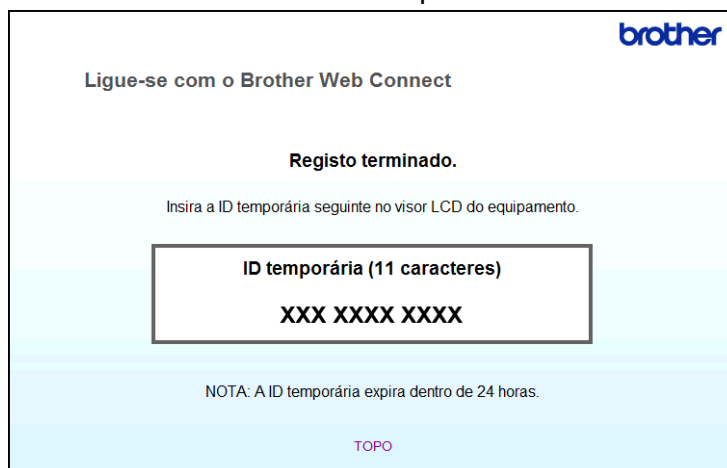 brother
Ligue-se com o Brother Web Connect
Registo terminado.
Insira a ID temporária seguinte no visor LCD do equipamento.
ID temporária (11 caracteres)
XXX XXXX XXXX
NOTA: A ID temporária expira dentro de 24 horas.
TOPO